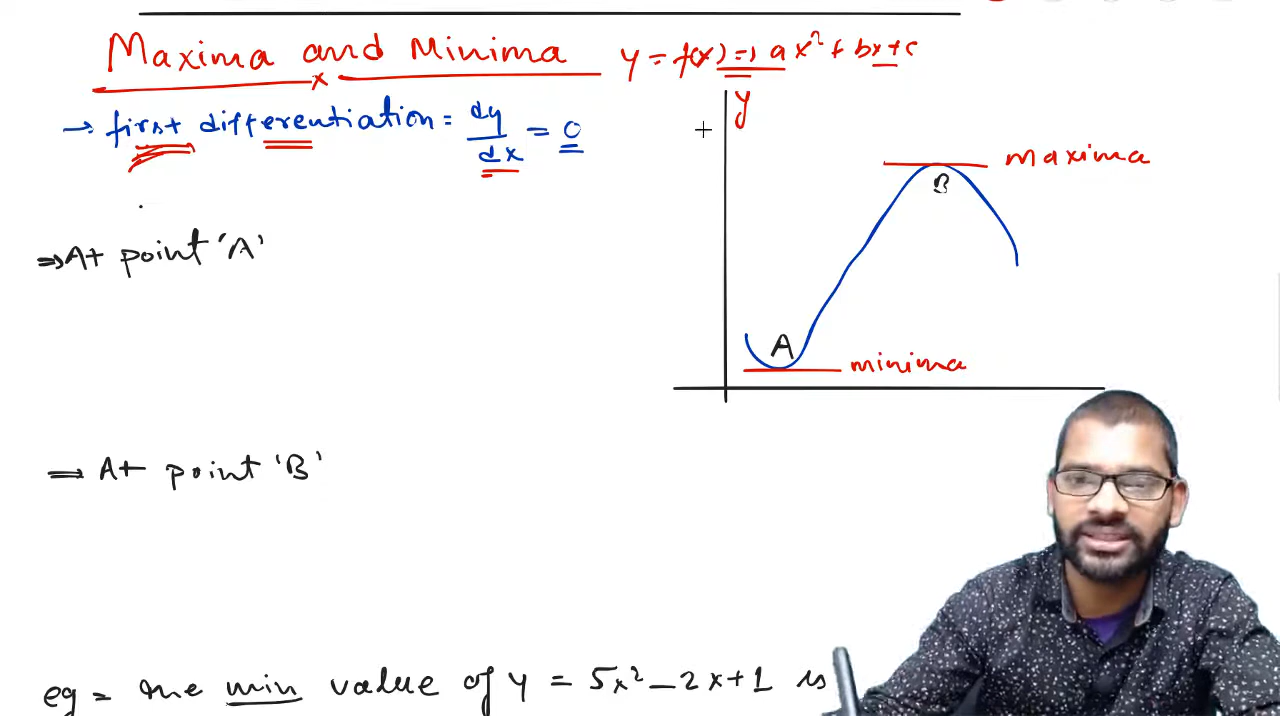 Maxima and Minima
y = f(x) = ax² + bx + c
→ first differentiation = dy/dx = 0
y
maxima
B
⇒ At point 'A'
A
minima
⇒ At point 'B'
eg = The min value of y = 5x² - 2x + 1 is